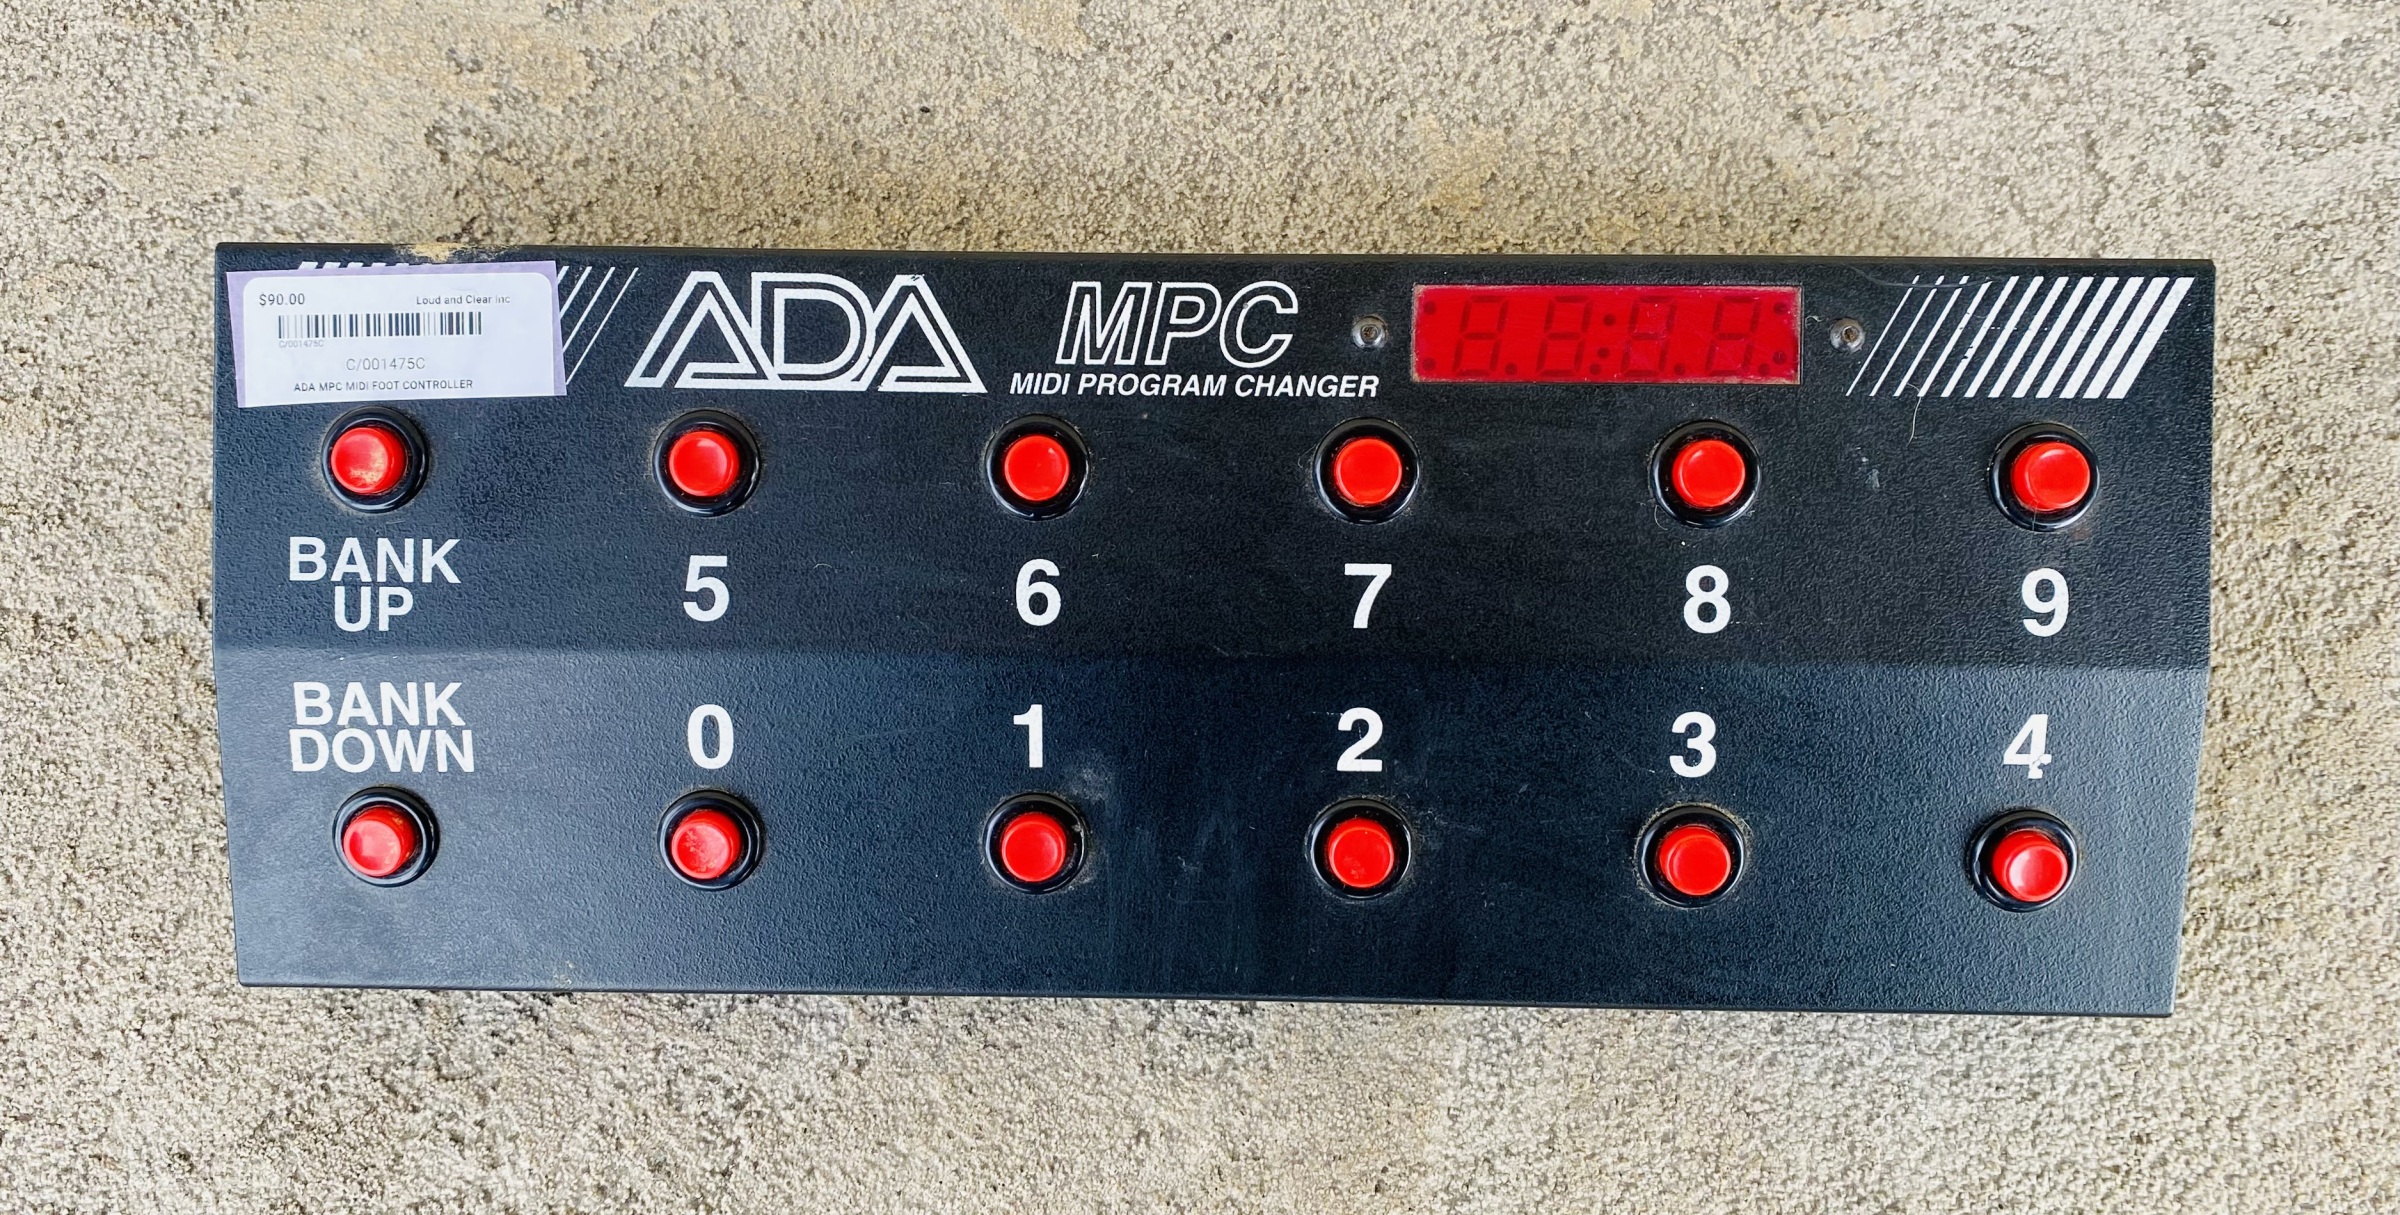 $90.00 Loud and Clear Inc
C/001475C
C/001475C
ADA MPC MIDI FOOT CONTROLLER
ADA MPC
MIDI PROGRAM CHANGER
BANK
UP
5 6 7 8 9
BANK
DOWN
0 1 2 3 4